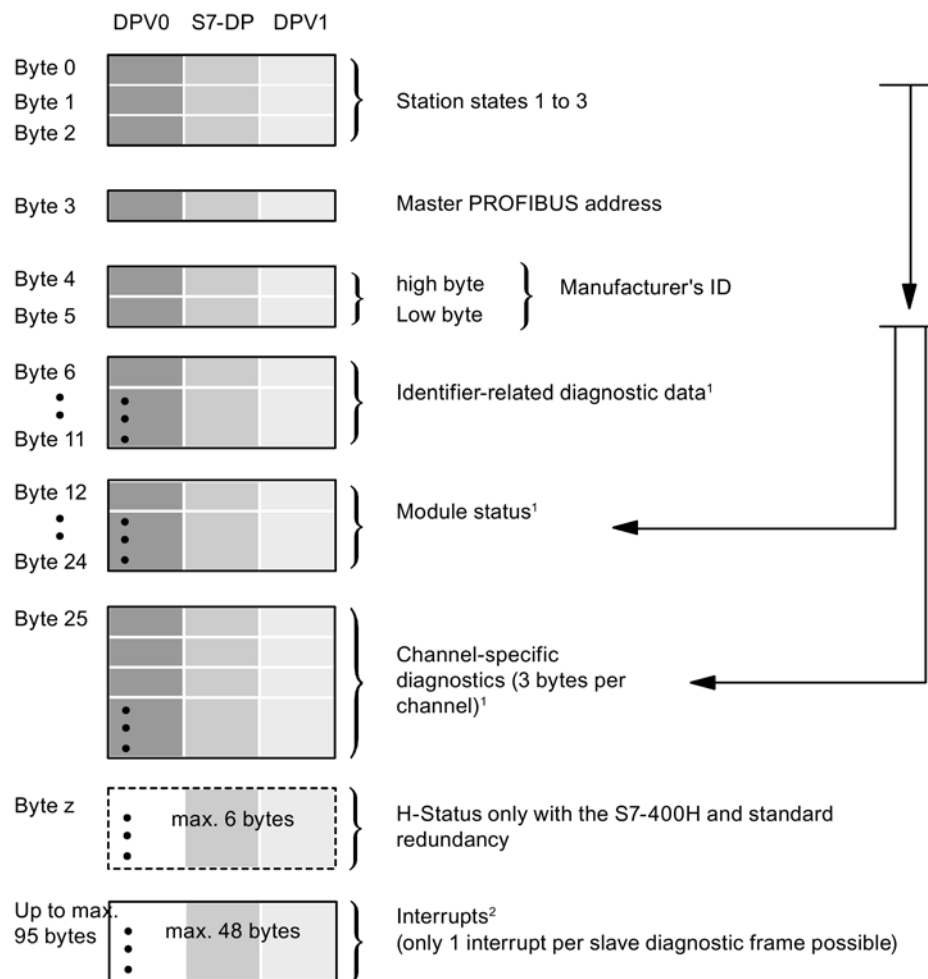 DPV0 S7-DP DPV1
Byte 0
Byte 1
Byte 2
Station states 1 to 3
Byte 3
Master PROFIBUS address
Byte 4
Byte 5
high byte
Low byte
Manufacturer's ID
Byte 6
Byte 11
Identifier-related diagnostic data¹
Byte 12
Byte 24
Module status¹
Byte 25
Channel-specific
diagnostics (3 bytes per
channel)¹
Byte z
max. 6 bytes
H-Status only with the S7-400H and standard
redundancy
Up to max.
95 bytes
max. 48 bytes
Interrupts²
(only 1 interrupt per slave diagnostic frame possible)